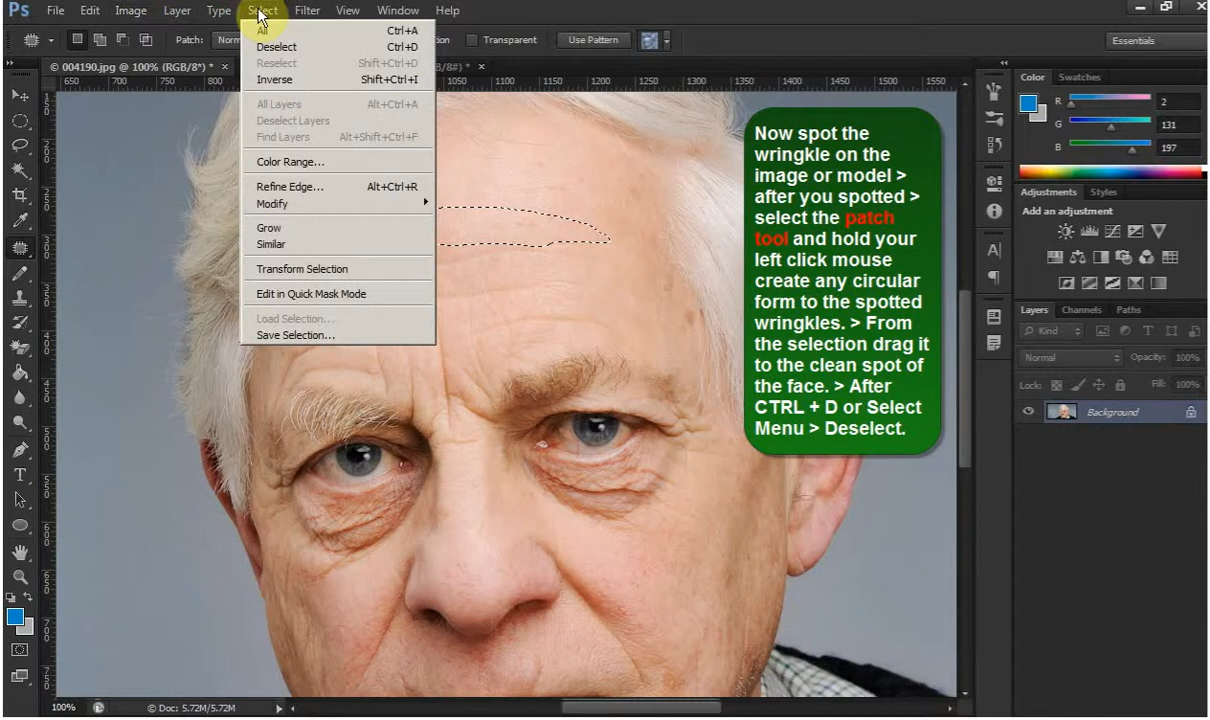 Ps File Edit Image Layer Type Select Filter View Window Help
Patch: Transparent Use Pattern Essentials
© 004190.jpg @ 100% (RGB/8*) * × /8#) * ×
All Ctrl+A
Deselect Ctrl+D
Reselect Shift+Ctrl+D
Inverse Shift+Ctrl+I
All Layers Alt+Ctrl+A
Deselect Layers
Find Layers Alt+Shift+Ctrl+F
Color Range...
Refine Edge... Alt+Ctrl+R
Modify
Grow
Similar
Transform Selection
Edit in Quick Mask Mode
Load Selection...
Save Selection...
650 700 750 800 1050 1100 1150 1200 1250 1300 1350 1400 1450 1500 1550
Now spot the
wringkle on the
image or model >
after you spotted >
select the patch
tool and hold your
left click mouse
create any circular
form to the spotted
wringkles. > From
the selection drag it
to the clean spot of
the face. > After
CTRL + D or Select
Menu > Deselect.
Color Swatches
R 2
G 131
B 197
Adjustments Styles
Add an adjustment
Layers Channels Paths
Kind
Normal Opacity: 100%
Lock: Fill: 100%
Background
100% © Doc: 5.72M/5.72M